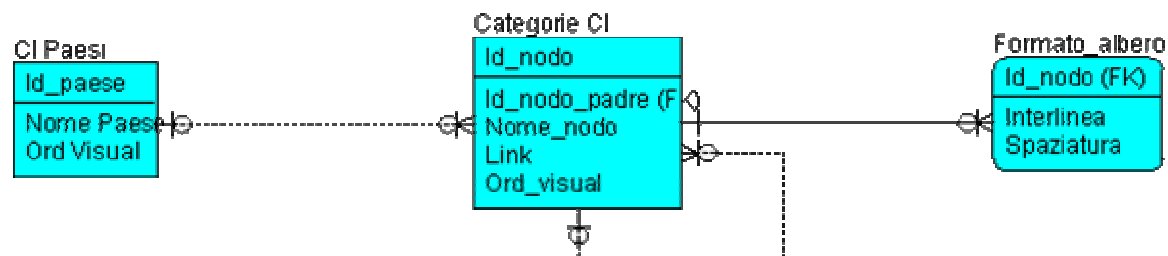 CI Paesi
Id_paese
Nome Paese
Ord Visual
Categorie CI
Id_nodo
Id_nodo_padre (F
Nome_nodo
Link
Ord_visual
Formato_albero
Id_nodo (FK)
Interlinea
Spaziatura